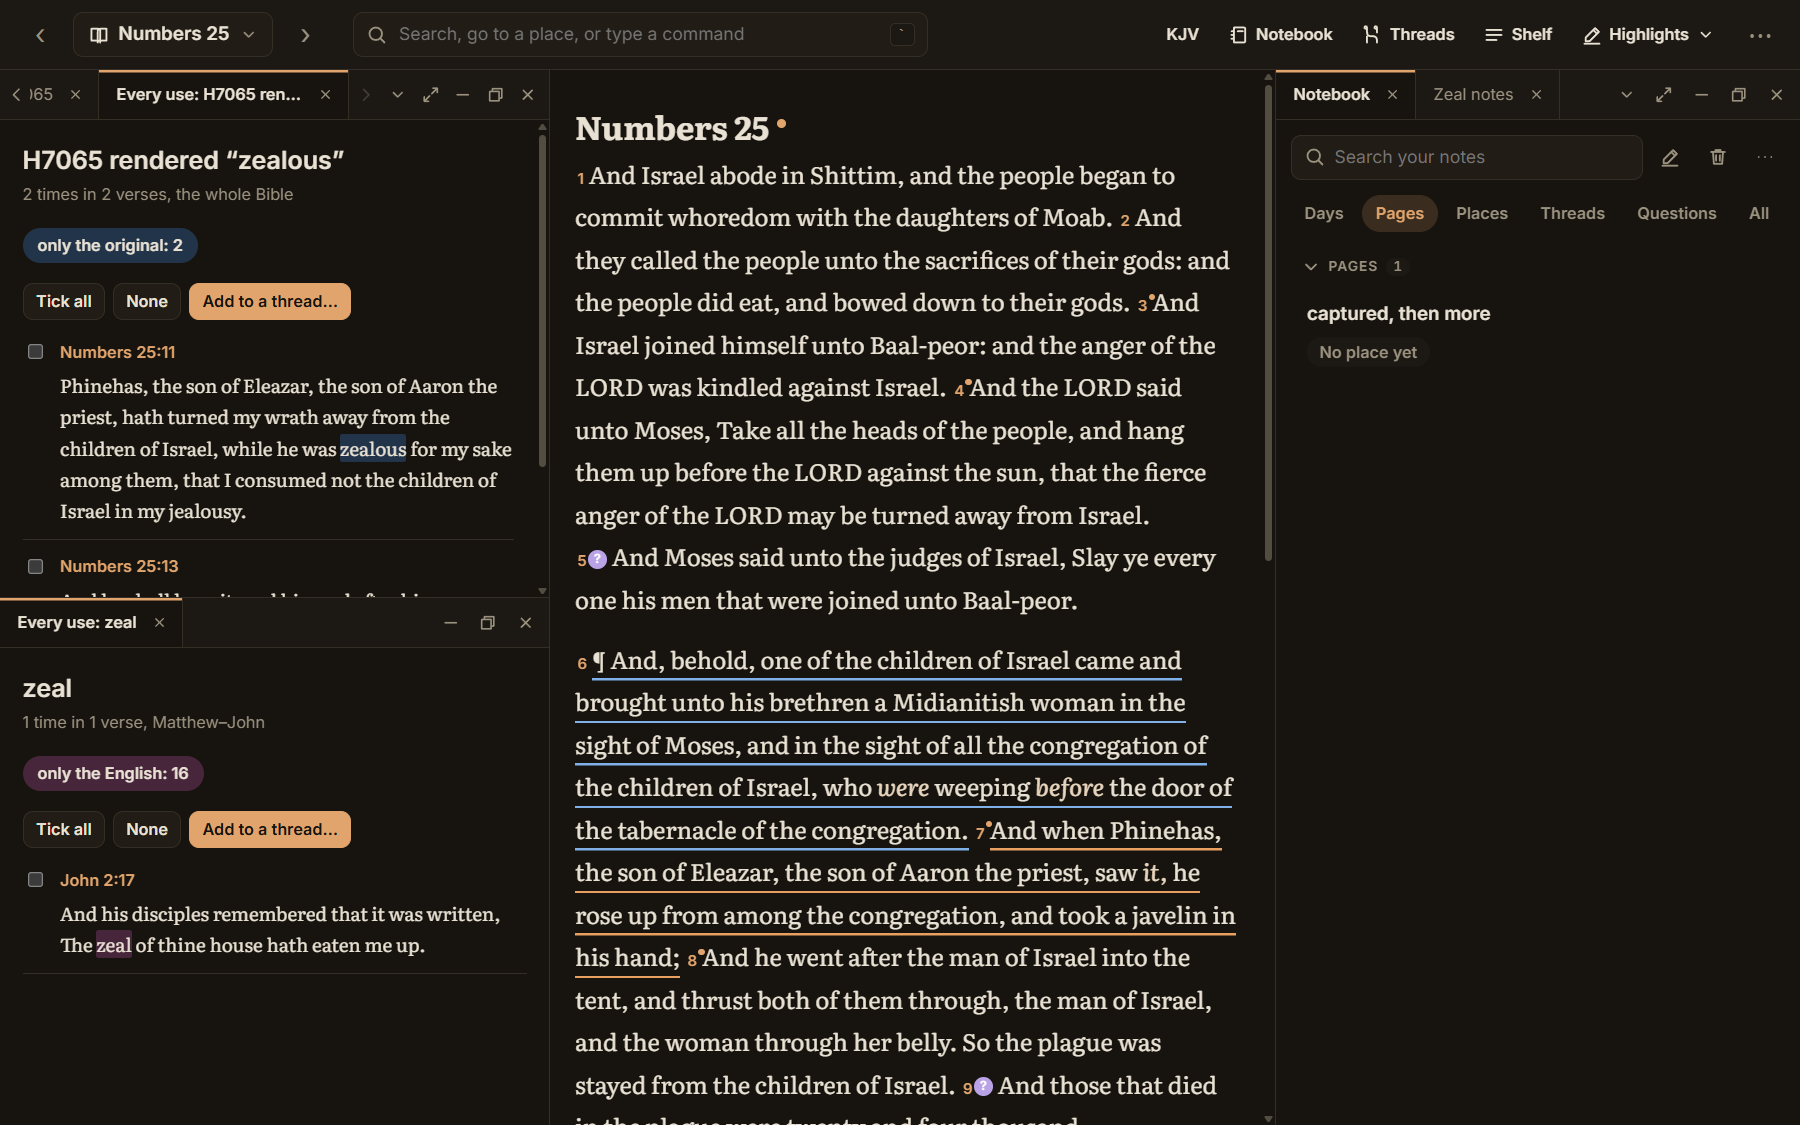 Numbers 25
Search, go to a place, or type a command
`
KJV
Notebook
Threads
Shelf
Highlights
Every use: H7065 ren...
H7065 rendered “zealous”
2 times in 2 verses, the whole Bible
only the original: 2
Tick all
None
Add to a thread...
Numbers 25:11
Phinehas, the son of Eleazar, the son of Aaron the
priest, hath turned my wrath away from the
children of Israel, while he was zealous for my sake
among them, that I consumed not the children of
Israel in my jealousy.
Numbers 25:13
Every use: zeal
zeal
1 time in 1 verse, Matthew–John
only the English: 16
Tick all
None
Add to a thread...
John 2:17
And his disciples remembered that it was written,
The zeal of thine house hath eaten me up.
Numbers 25
1 And Israel abode in Shittim, and the people began to
commit whoredom with the daughters of Moab. 2 And
they called the people unto the sacrifices of their gods: and
the people did eat, and bowed down to their gods. 3 And
Israel joined himself unto Baal-peor: and the anger of the
LORD was kindled against Israel. 4 And the LORD said
unto Moses, Take all the heads of the people, and hang
them up before the LORD against the sun, that the fierce
anger of the LORD may be turned away from Israel.
5 ? And Moses said unto the judges of Israel, Slay ye every
one his men that were joined unto Baal-peor.
6 ¶ And, behold, one of the children of Israel came and
brought unto his brethren a Midianitish woman in the
sight of Moses, and in the sight of all the congregation of
the children of Israel, who were weeping before the door of
the tabernacle of the congregation. 7 And when Phinehas,
the son of Eleazar, the son of Aaron the priest, saw it, he
rose up from among the congregation, and took a javelin in
his hand; 8 And he went after the man of Israel into the
tent, and thrust both of them through, the man of Israel,
and the woman through her belly. So the plague was
stayed from the children of Israel. 9 ? And those that died
in the plague were twenty and four thousand.
Notebook
Zeal notes
Search your notes
Days
Pages
Places
Threads
Questions
All
PAGES 1
captured, then more
No place yet